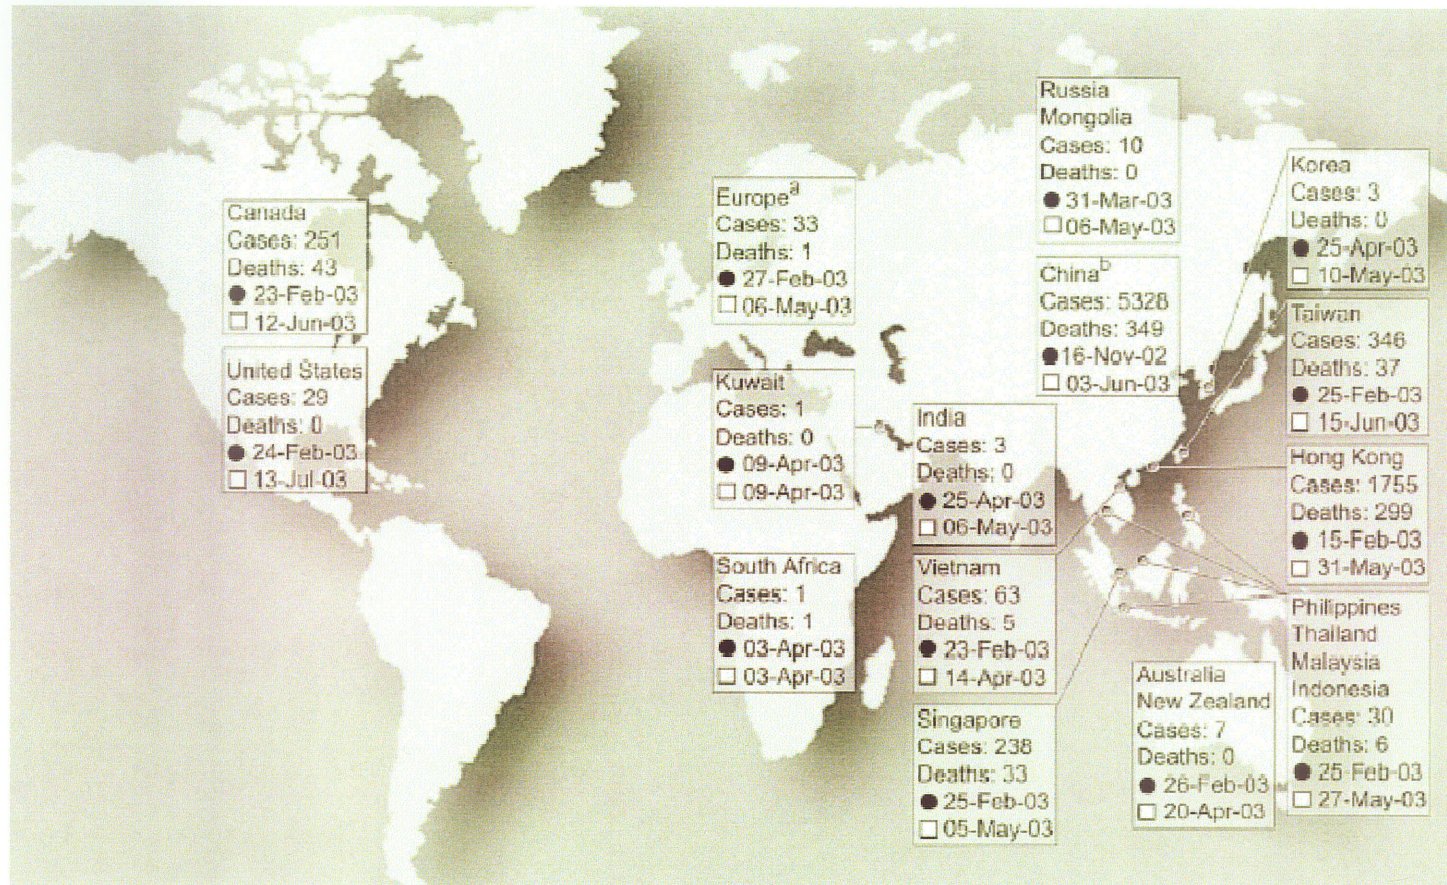 Canada
Cases: 251
Deaths: 43
● 23-Feb-03
□ 12-Jun-03
United States
Cases: 29
Deaths: 0
● 24-Feb-03
□ 13-Jul-03
Europeª
Cases: 33
Deaths: 1
● 27-Feb-03
□ 06-May-03
Kuwait
Cases: 1
Deaths: 0
● 09-Apr-03
□ 09-Apr-03
South Africa
Cases: 1
Deaths: 1
● 03-Apr-03
□ 03-Apr-03
India
Cases: 3
Deaths: 0
● 25-Apr-03
□ 06-May-03
Vietnam
Cases: 63
Deaths: 5
● 23-Feb-03
□ 14-Apr-03
Singapore
Cases: 238
Deaths: 33
● 25-Feb-03
□ 05-May-03
Russia
Mongolia
Cases: 10
Deaths: 0
● 31-Mar-03
□ 06-May-03
Chinaᵇ
Cases: 5328
Deaths: 349
● 16-Nov-02
□ 03-Jun-03
Australia
New Zealand
Cases: 7
Deaths: 0
● 26-Feb-03
□ 20-Apr-03
Korea
Cases: 3
Deaths: 0
● 25-Apr-03
□ 10-May-03
Taiwan
Cases: 346
Deaths: 37
● 25-Feb-03
□ 15-Jun-03
Hong Kong
Cases: 1755
Deaths: 299
● 15-Feb-03
□ 31-May-03
Philippines
Thailand
Malaysia
Indonesia
Cases: 30
Deaths: 6
● 25-Feb-03
□ 27-May-03